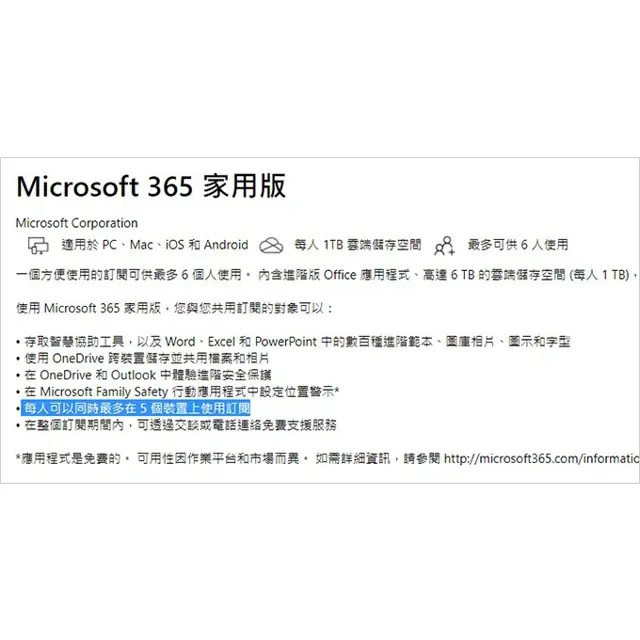 Microsoft 365 家用版
Microsoft Corporation
適用於 PC、Mac、iOS 和 Android 每人 1TB 雲端儲存空間 最多可供 6 人使用
一個方便使用的訂閱可供最多 6 個人使用。 內含進階版 Office 應用程式、高達 6 TB 的雲端儲存空間 (每人 1 TB)，
使用 Microsoft 365 家用版，您與您共用訂閱的對象可以：
• 存取智慧協助工具，以及 Word、Excel 和 PowerPoint 中的數百種進階範本、圖庫相片、圖示和字型
• 使用 OneDrive 跨裝置儲存並共用檔案和相片
• 在 OneDrive 和 Outlook 中體驗進階安全保護
• 在 Microsoft Family Safety 行動應用程式中設定位置警示*
• 每人可以同時最多在 5 個裝置上使用訂閱
• 在整個訂閱期間內，可透過交談或電話連絡免費支援服務
*應用程式是免費的。 可用性因作業平台和市場而異。 如需詳細資訊，請參閱 http://microsoft365.com/informatio